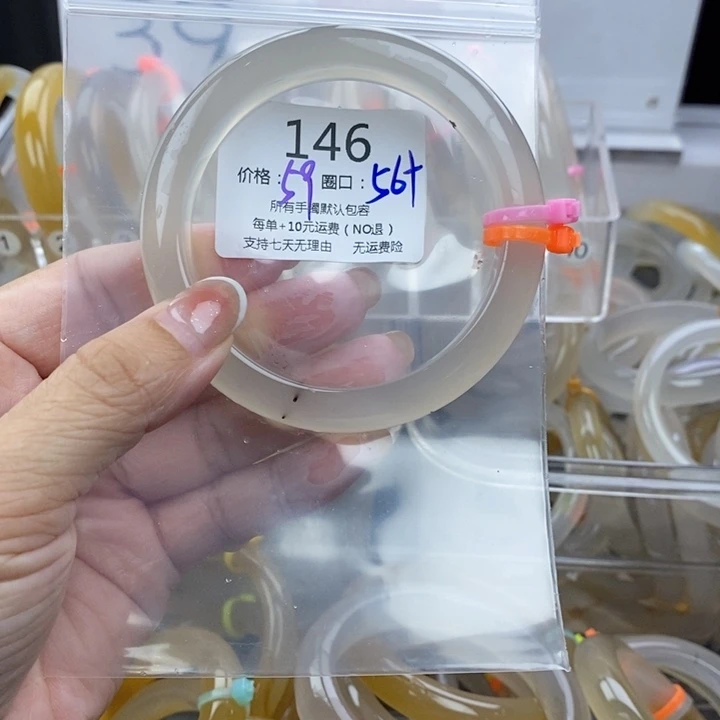 39
146
价格：59 圈口：56+
所有手镯默认包容
每单+10元运费（NO退）
支持七天无理由 无运费险